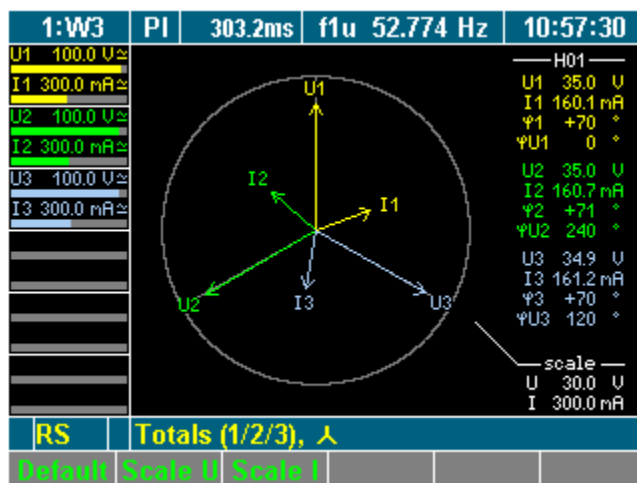 1:W3 PI 303.2ms f1u 52.774 Hz 10:57:30
U1 100.0 V≃
I1 300.0 mA≃
U2 100.0 V≃
I2 300.0 mA≃
U3 100.0 V≃
I3 300.0 mA≃
U1
I2
I1
U2
I3
U3
H01
U1 35.0 V
I1 160.1 mA
φ1 +70 °
φU1 0 °
U2 35.0 V
I2 160.7 mA
φ2 +71 °
φU2 240 °
U3 34.9 V
I3 161.2 mA
φ3 +70 °
φU3 120 °
scale
U 30.0 V
I 300.0 mA
RS Totals (1/2/3), ⅄
Default Scale U Scale I